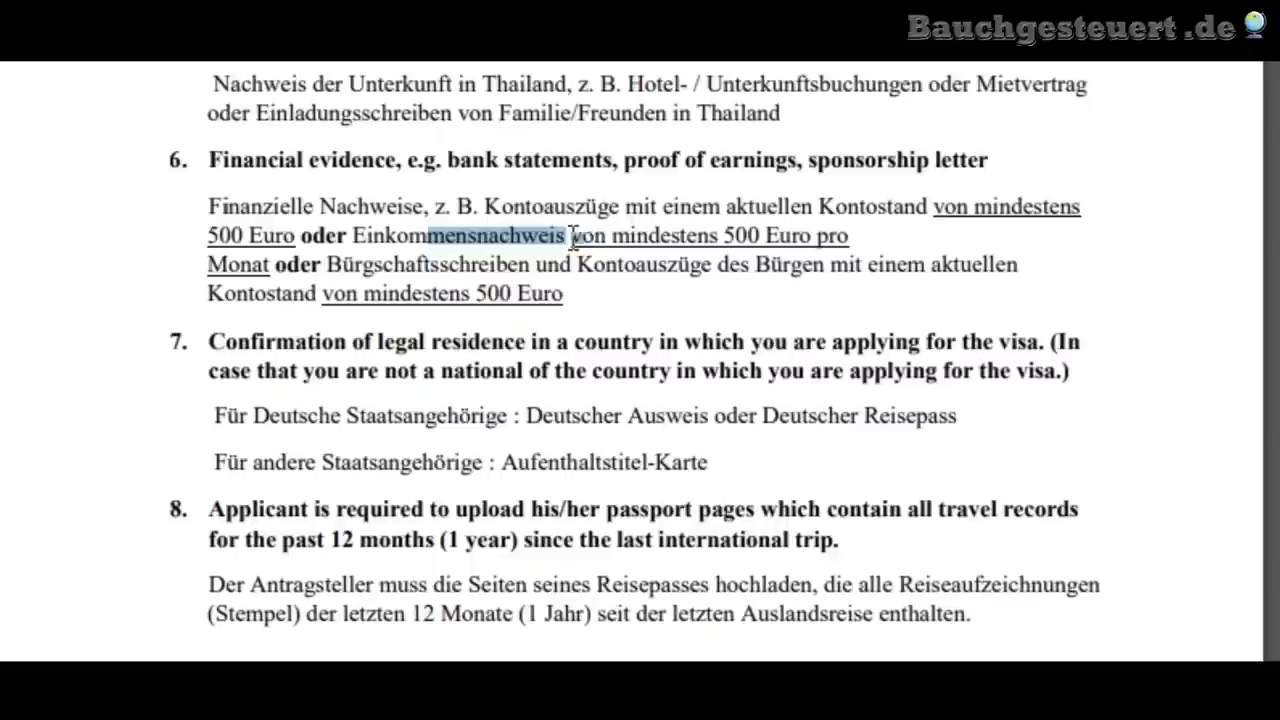 Bauchgesteuert.de
Nachweis der Unterkunft in Thailand, z. B. Hotel- / Unterkunftsbuchungen oder Mietvertrag
oder Einladungsschreiben von Familie/Freunden in Thailand
6. Financial evidence, e.g. bank statements, proof of earnings, sponsorship letter
Finanzielle Nachweise, z. B. Kontoauszüge mit einem aktuellen Kontostand von mindestens
500 Euro oder Einkommensnachweis von mindestens 500 Euro pro
Monat oder Bürgschaftsschreiben und Kontoauszüge des Bürgen mit einem aktuellen
Kontostand von mindestens 500 Euro
7. Confirmation of legal residence in a country in which you are applying for the visa. (In
case that you are not a national of the country in which you are applying for the visa.)
Für Deutsche Staatsangehörige : Deutscher Ausweis oder Deutscher Reisepass
Für andere Staatsangehörige : Aufenthaltstitel-Karte
8. Applicant is required to upload his/her passport pages which contain all travel records
for the past 12 months (1 year) since the last international trip.
Der Antragsteller muss die Seiten seines Reisepasses hochladen, die alle Reiseaufzeichnungen
(Stempel) der letzten 12 Monate (1 Jahr) seit der letzten Auslandsreise enthalten.